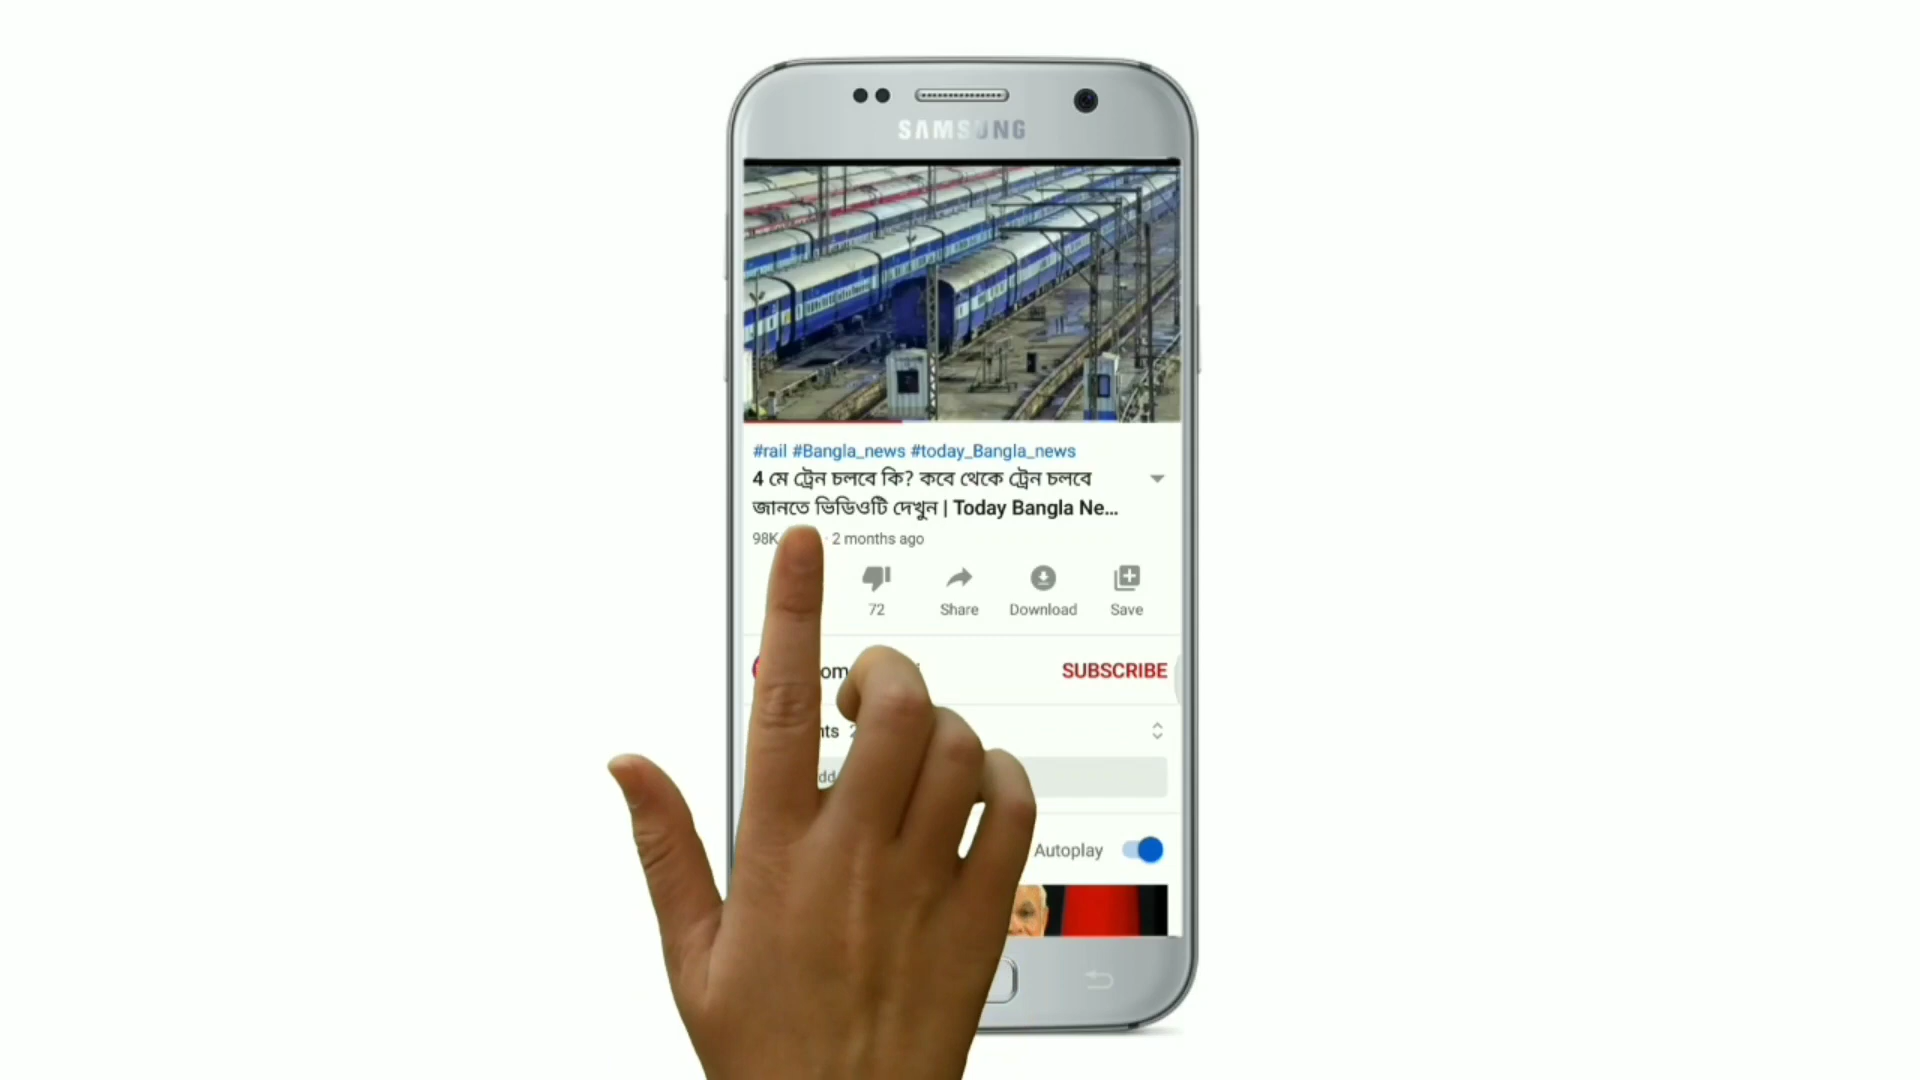 SAMSUNG
#rail #Bangla_news #today_Bangla_news
4 মে ট্রেন চলবে কি? কবে থেকে ট্রেন চলবে
জানতে ভিডিওটি দেখুন | Today Bangla Ne...
98K · 2 months ago
72 Share Download Save
SUBSCRIBE
Autoplay